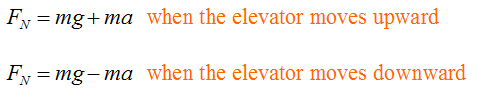 F_N = mg + ma when the elevator moves upward
F_N = mg − ma when the elevator moves downward